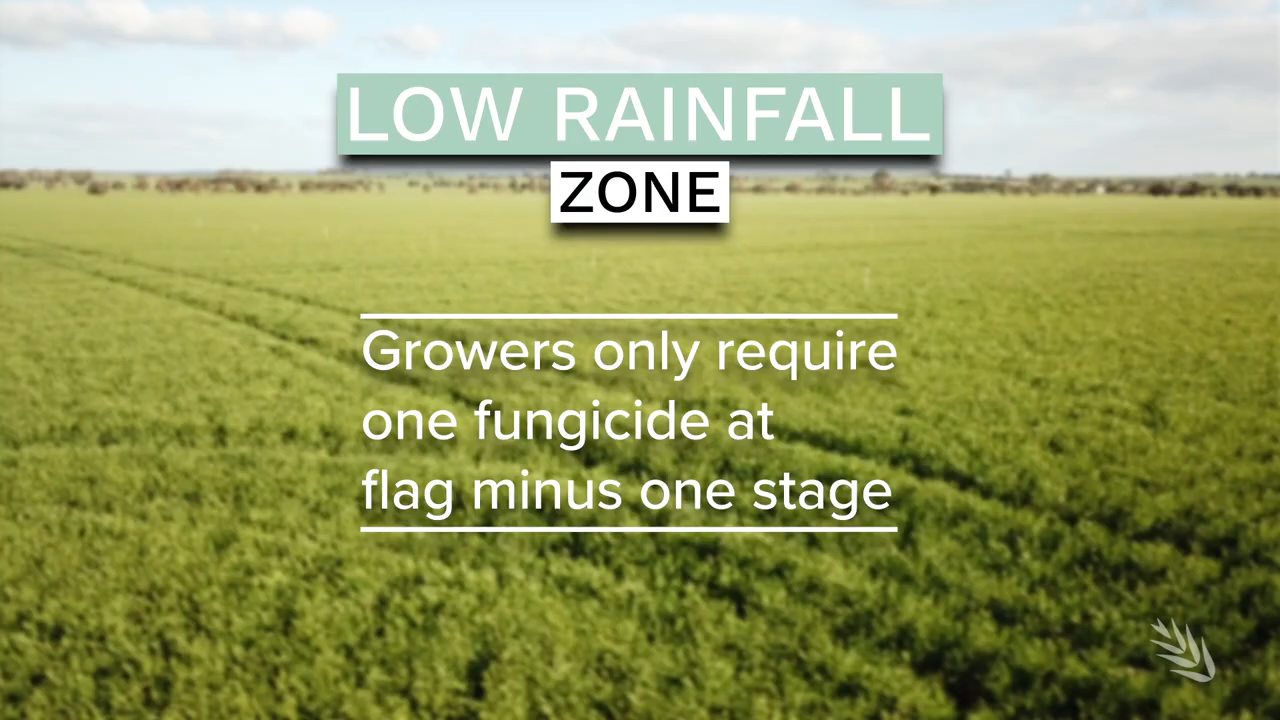 LOW RAINFALL
ZONE
Growers only require
one fungicide at
flag minus one stage